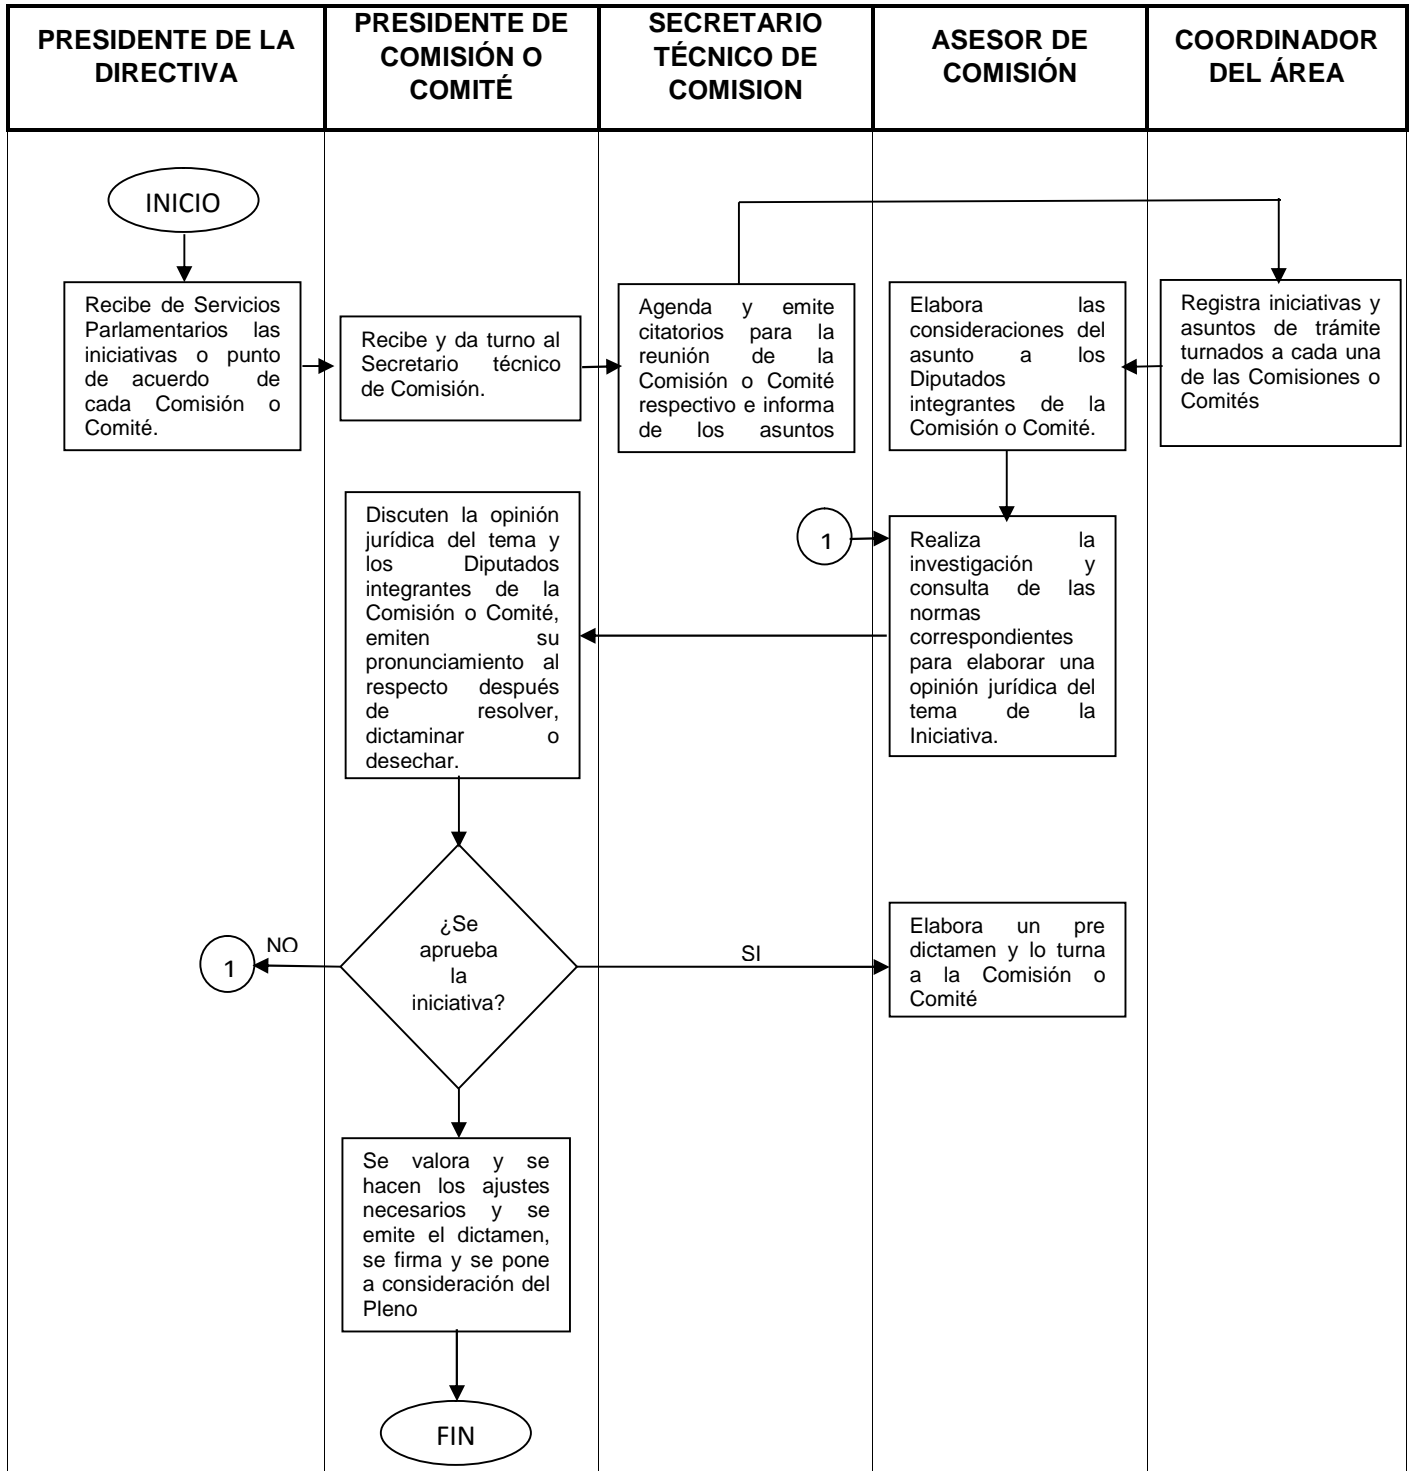 PRESIDENTE DE LA
DIRECTIVA
PRESIDENTE DE
COMISIÓN O
COMITÉ
SECRETARIO
TÉCNICO DE
COMISION
ASESOR DE
COMISIÓN
COORDINADOR
DEL ÁREA
INICIO
Recibe de Servicios
Parlamentarios las
iniciativas o punto
de acuerdo de
cada Comisión o
Comité.
Recibe y da turno al
Secretario técnico
de Comisión.
Agenda y emite
citatorios para la
reunión de la
Comisión o Comité
respectivo e informa
de los asuntos
Elabora las
consideraciones del
asunto a los
Diputados
integrantes de la
Comisión o Comité.
Registra iniciativas y
asuntos de trámite
turnados a cada una
de las Comisiones o
Comités
Discuten la opinión
jurídica del tema y
los Diputados
integrantes de la
Comisión o Comité,
emiten su
pronunciamiento al
respecto después
de resolver,
dictaminar o
desechar.
1
Realiza la
investigación y
consulta de las
normas
correspondientes
para elaborar una
opinión jurídica del
tema de la
Iniciativa.
¿Se
aprueba
la
iniciativa?
NO
1
SI
Elabora un pre
dictamen y lo turna
a la Comisión o
Comité
Se valora y se
hacen los ajustes
necesarios y se
emite el dictamen,
se firma y se pone
a consideración del
Pleno
FIN